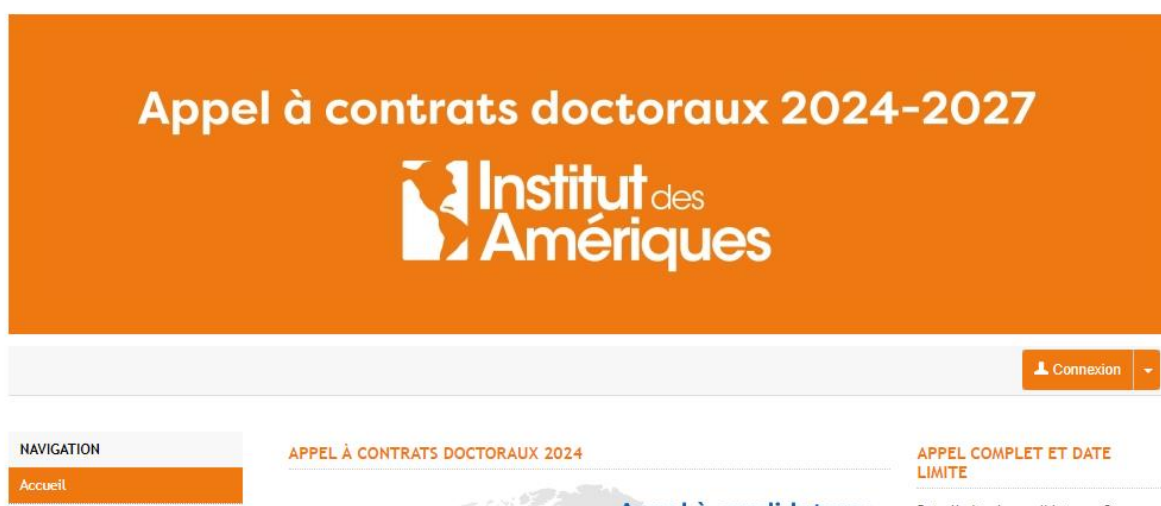 Appel à contrats doctoraux 2024-2027
Institut des
Amériques
Connexion
NAVIGATION
Accueil
APPEL À CONTRATS DOCTORAUX 2024
APPEL COMPLET ET DATE
LIMITE